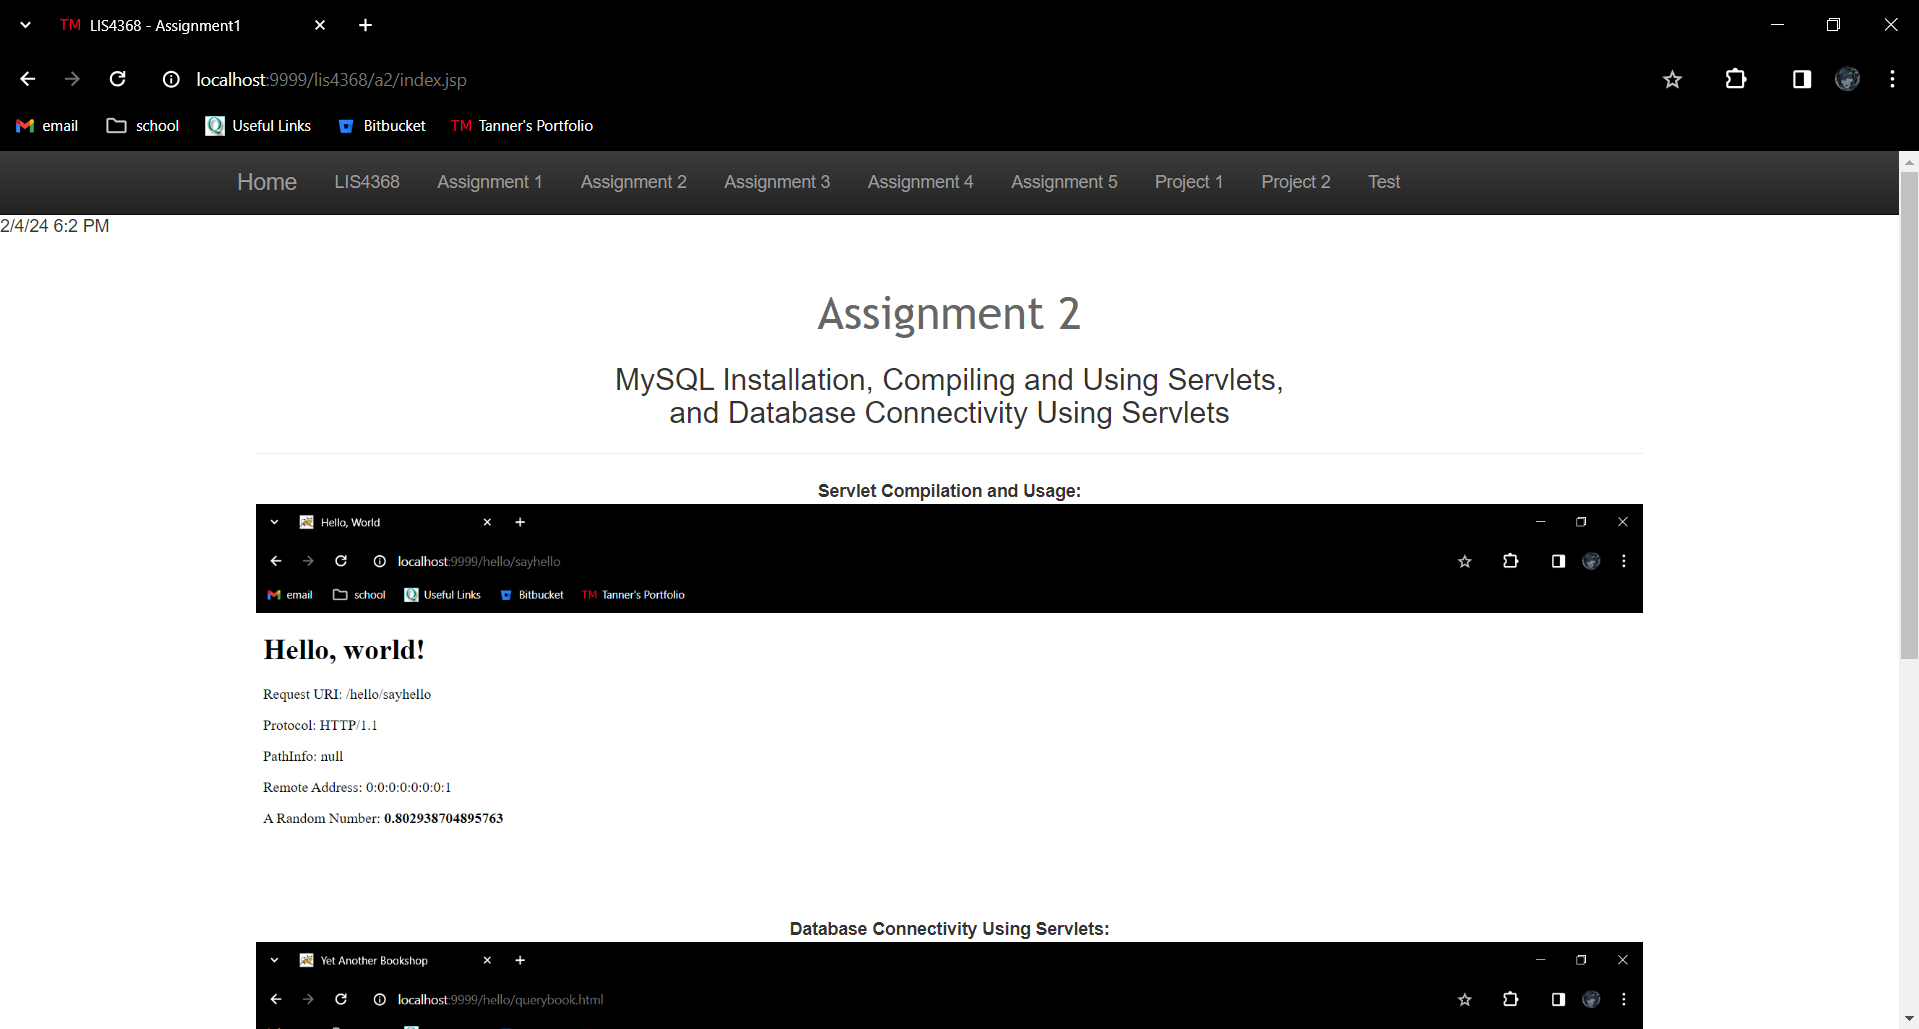 TM LIS4368 - Assignment1
localhost:9999/lis4368/a2/index.jsp
email school Useful Links Bitbucket TM Tanner's Portfolio
Home LIS4368 Assignment 1 Assignment 2 Assignment 3 Assignment 4 Assignment 5 Project 1 Project 2 Test
2/4/24 6:2 PM
Assignment 2
MySQL Installation, Compiling and Using Servlets,
and Database Connectivity Using Servlets
Servlet Compilation and Usage:
Hello, World
localhost:9999/hello/sayhello
email school Useful Links Bitbucket TM Tanner's Portfolio
Hello, world!
Request URI: /hello/sayhello
Protocol: HTTP/1.1
PathInfo: null
Remote Address: 0:0:0:0:0:0:0:1
A Random Number: 0.802938704895763
Database Connectivity Using Servlets:
Yet Another Bookshop
localhost:9999/hello/querybook.html